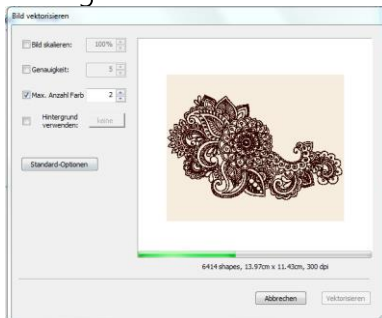 Bild vektorisieren
Bild skalieren: 100%
Genauigkeit: 5
Max. Anzahl Farb 2
Hintergrund verwenden: keine
Standard-Optionen
6414 shapes, 13.97cm x 11.43cm, 300 dpi
Abbrechen Vektorisieren